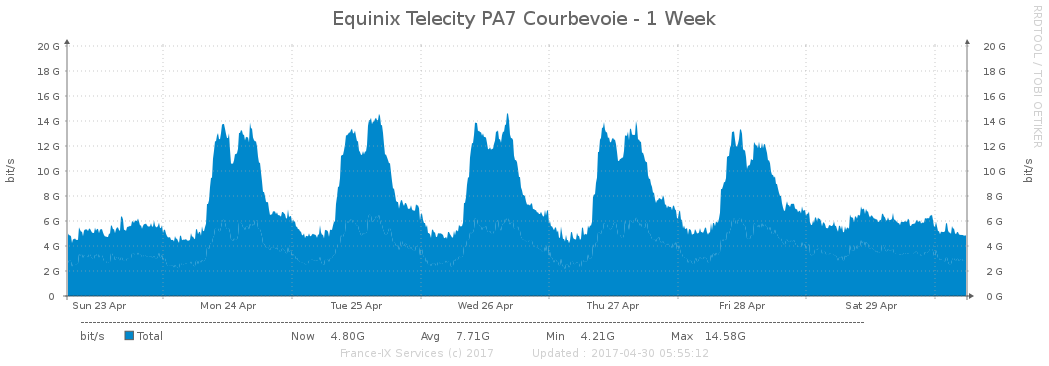 Equinix Telecity PA7 Courbevoie - 1 Week
RRDTOOL / TOBI OETIKER
bit/s
20 G
18 G
16 G
14 G
12 G
10 G
8 G
6 G
4 G
2 G
0
20 G
18 G
16 G
14 G
12 G
10 G
8 G
6 G
4 G
2 G
0 G
bit/s
Sun 23 Apr Mon 24 Apr Tue 25 Apr Wed 26 Apr Thu 27 Apr Fri 28 Apr Sat 29 Apr
bit/s Total Now 4.80G Avg 7.71G Min 4.21G Max 14.58G
France-IX Services (c) 2017 Updated : 2017-04-30 05:55:12